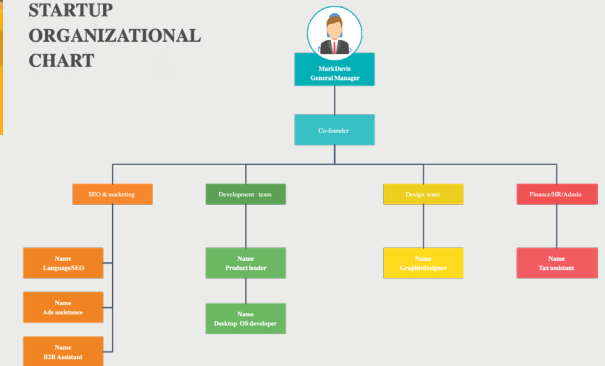 STARTUP
ORGANIZATIONAL
CHART
MarkDavis
General Manager
Co-founder
SEO & marketing
Development team
Design team
Finance/HR/Admin
Name
LanguageSEO
Name
Product leader
Name
Graphicdesigner
Name
Tax assistant
Name
Ads assistance
Name
Desktop OS developer
Name
B2B Assistant